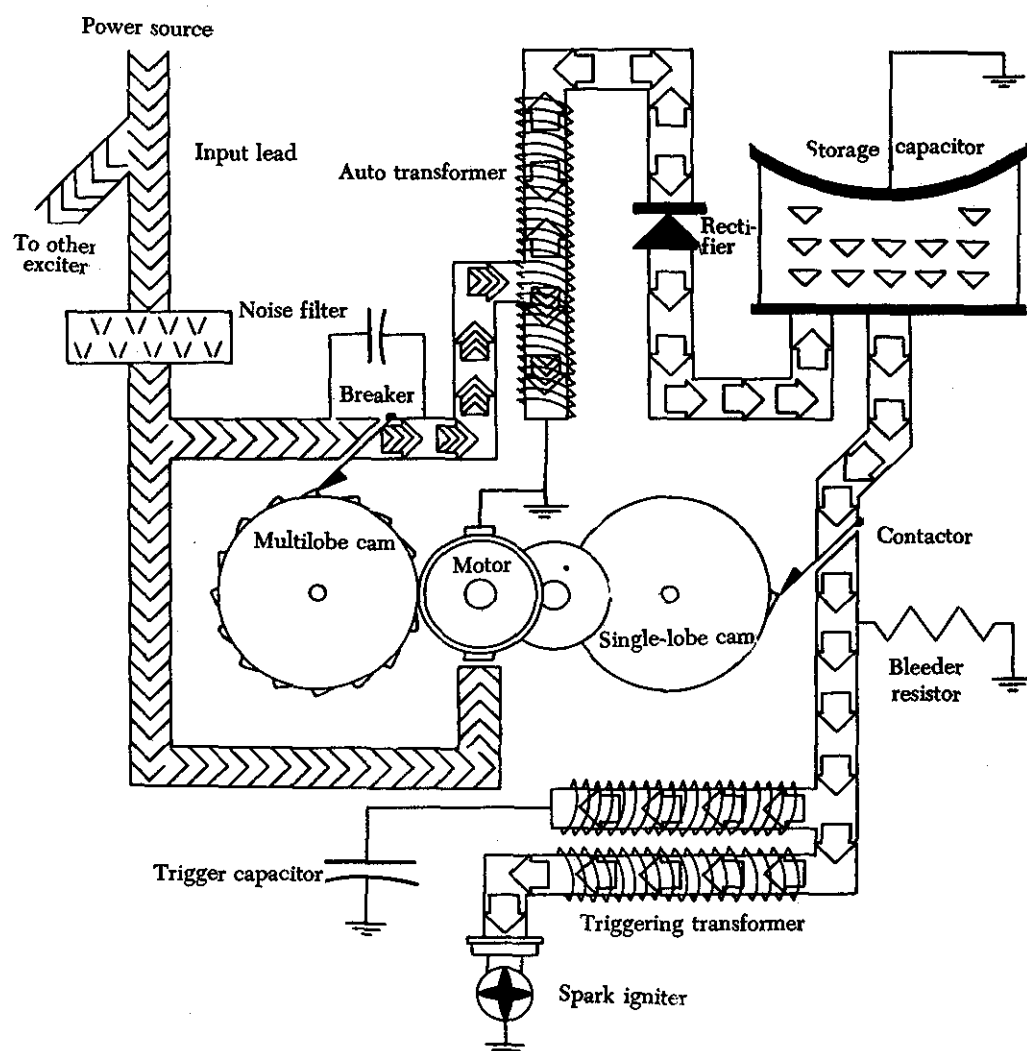 Power source
Input lead
Auto transformer
Storage capacitor
To other
exciter
Recti-
fier
Noise filter
Breaker
Multilobe cam
Motor
Single-lobe cam
Contactor
Bleeder
resistor
Trigger capacitor
Triggering transformer
Spark igniter